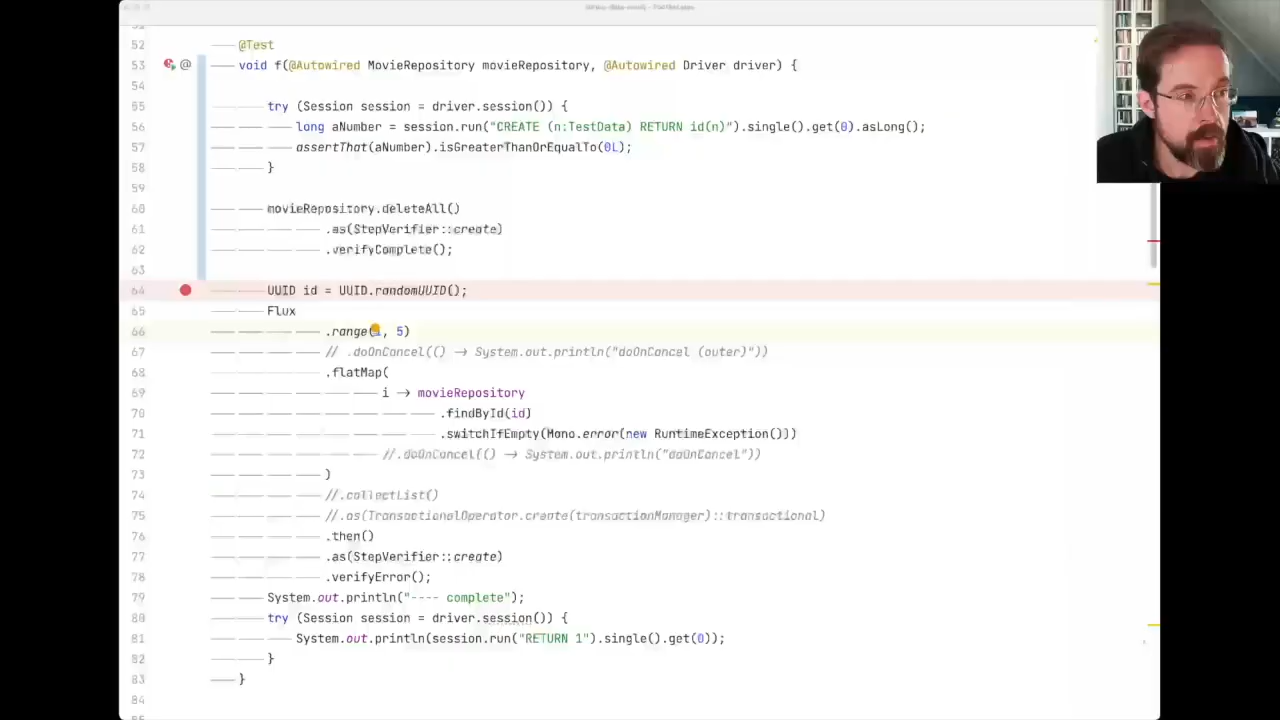 52 @Test
53 @ void f(@Autowired MovieRepository movieRepository, @Autowired Driver driver) {
54
55 try (Session session = driver.session()) {
56 long aNumber = session.run("CREATE (n:TestData) RETURN id(n)").single().get(0).asLong();
57 assertThat(aNumber).isGreaterThanOrEqualTo(0L);
58 }
59
60 movieRepository.deleteAll()
61 .as(StepVerifier::create)
62 .verifyComplete();
63
64 UUID id = UUID.randomUUID();
65 Flux
66 .range(1, 5)
67 // .doOnCancel(() -> System.out.println("doOnCancel (outer)"))
68 .flatMap(
69 i -> movieRepository
70 .findById(id)
71 .switchIfEmpty(Mono.error(new RuntimeException()))
72 //.doOnCancel(() -> System.out.println("doOnCancel"))
73 )
74 //.collectList()
75 //.as(TransactionalOperator.create(transactionManager)::transactional)
76 .then()
77 .as(StepVerifier::create)
78 .verifyError();
79 System.out.println("---- complete");
80 try (Session session = driver.session()) {
81 System.out.println(session.run("RETURN 1").single().get(0));
82 }
83 }
84